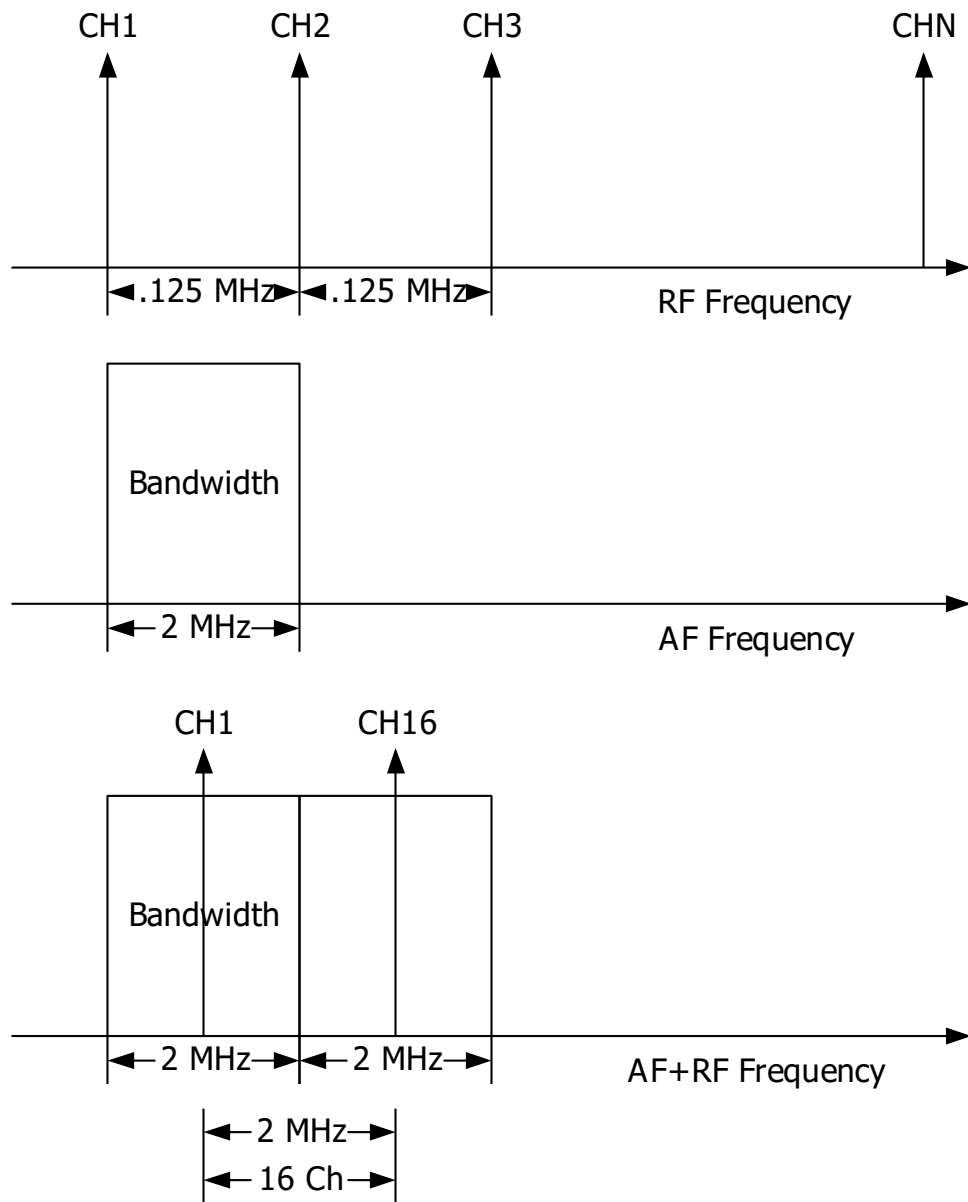 CH1 CH2 CH3 CHN
.125 MHz .125 MHz
RF Frequency
Bandwidth
2 MHz
AF Frequency
CH1 CH16
Bandwidth
2 MHz 2 MHz
AF+RF Frequency
2 MHz
16 Ch